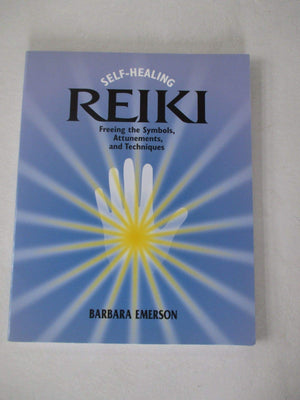 SELF-HEALING
REIKI
Freeing the Symbols,
Attunements,
and Techniques
BARBARA EMERSON